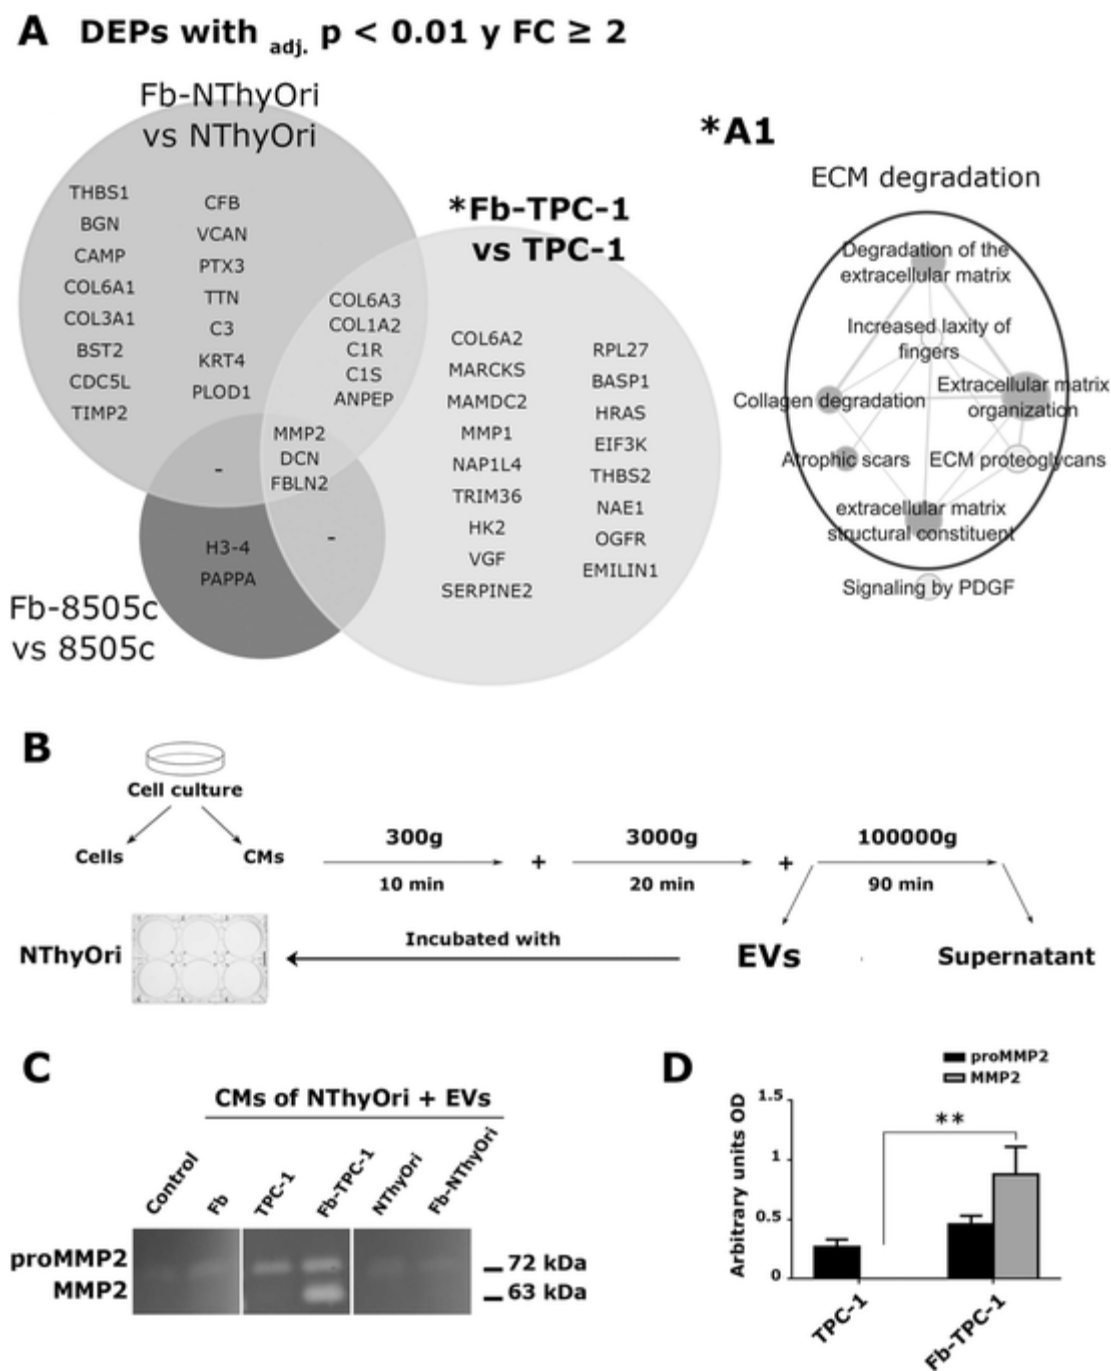 A DEPs with adj. p < 0.01 y FC ≥ 2
Fb-NThyOri
vs NThyOri
THBS1
BGN
CAMP
COL6A1
COL3A1
BST2
CDC5L
TIMP2
CFB
VCAN
PTX3
TTN
C3
KRT4
PLOD1
*Fb-TPC-1
vs TPC-1
COL6A3
COL1A2
C1R
C1S
ANPEP
MMP2
DCN
FBLN2
-
-
COL6A2
MARCKS
MAMDC2
MMP1
NAP1L4
TRIM36
HK2
VGF
SERPINE2
RPL27
BASP1
HRAS
EIF3K
THBS2
NAE1
OGFR
EMILIN1
H3-4
PAPPA
Fb-8505c
vs 8505c
*A1
ECM degradation
Degradation of the
extracellular matrix
Increased laxity of
fingers
Collagen degradation
Extracellular matrix
organization
Atrophic scars
ECM proteoglycans
extracellular matrix
structural constituent
Signaling by PDGF
B
Cell culture
Cells
CMs
300g
10 min
+
3000g
20 min
+
100000g
90 min
NThyOri
Incubated with
EVs
Supernatant
C
CMs of NThyOri + EVs
Control
Fb
TPC-1
Fb-TPC-1
NThyOri
Fb-NThyOri
proMMP2
72 kDa
MMP2
63 kDa
D
proMMP2
MMP2
Arbitrary units OD
1.5
1
0.5
0
**
TPC-1
Fb-TPC-1